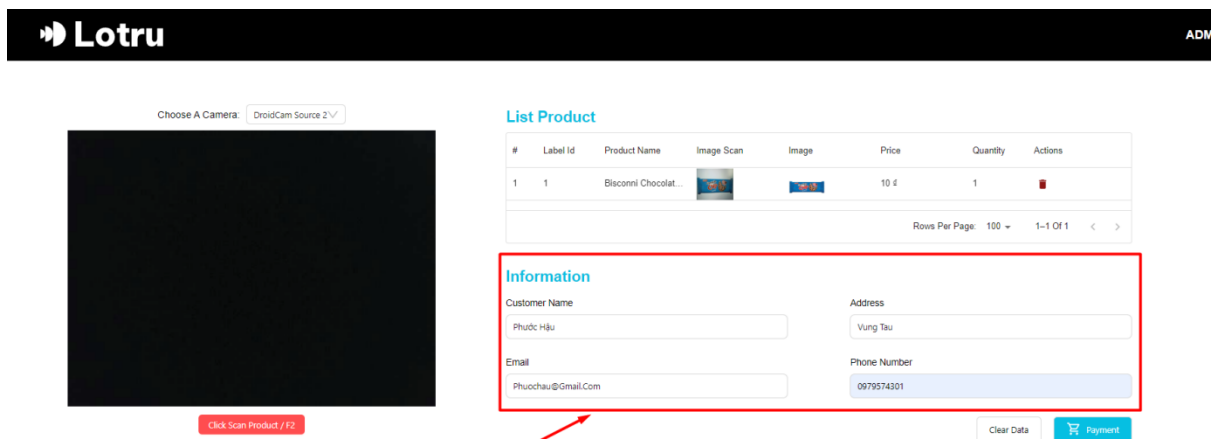 Lotru
ADM
Choose A Camera: DroidCam Source 2
Click Scan Product / F2
List Product
# Label Id Product Name Image Scan Image Price Quantity Actions
1 1 Bisconni Chocolat... 10 ₫ 1
Rows Per Page: 100 1–1 Of 1
Information
Customer Name Address
Phước Hậu Vung Tau
Email Phone Number
Phuochau@Gmail.Com 0979574301
Clear Data Payment